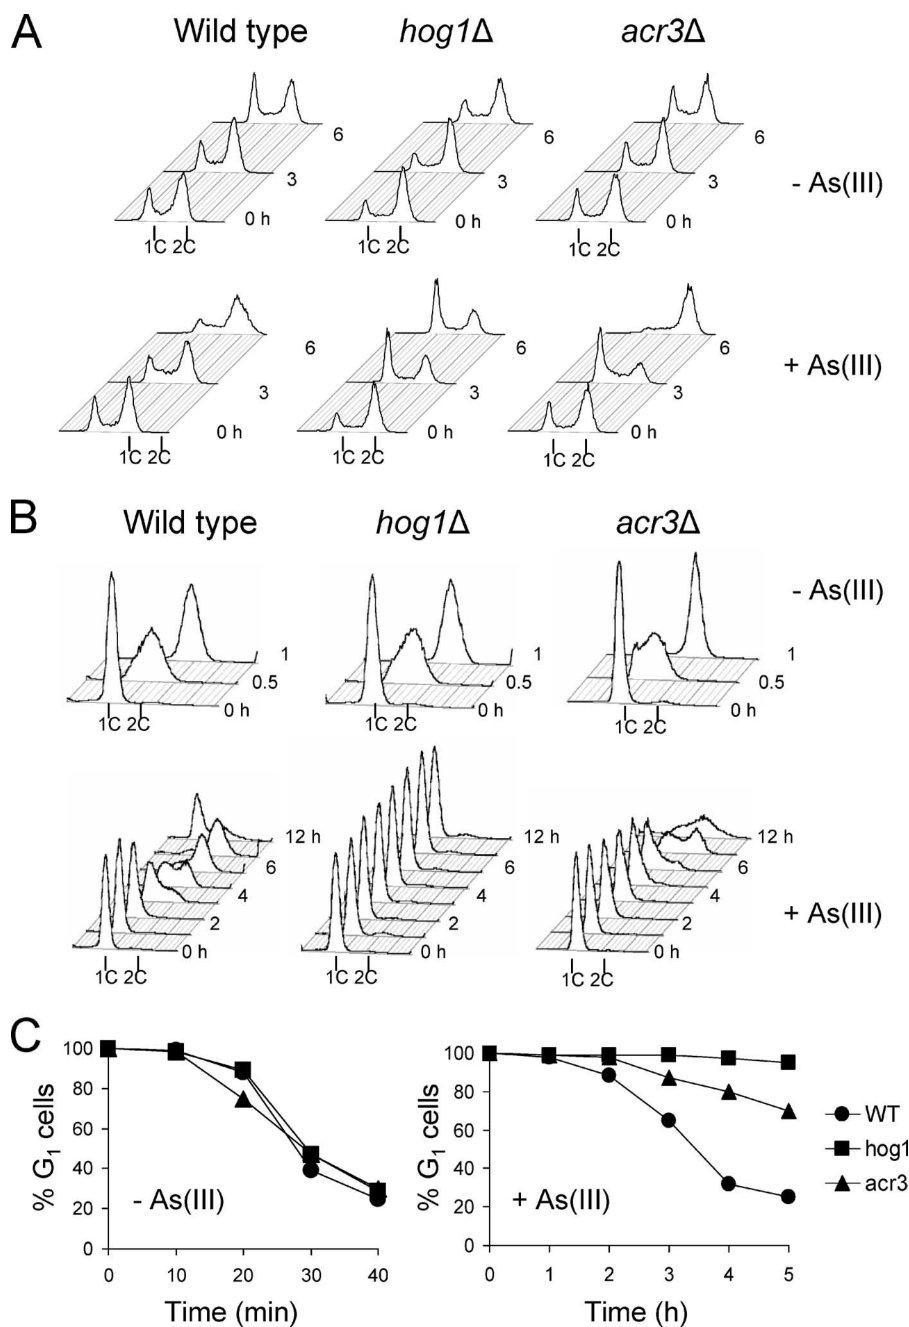 A
Wild type hog1Δ acr3Δ
6 6 6
3 3 3
- As(III)
0 h 0 h 0 h
1C 2C 1C 2C 1C 2C
6 6 6
3 3 3
+ As(III)
0 h 0 h 0 h
1C 2C 1C 2C 1C 2C
B
Wild type hog1Δ acr3Δ
- As(III)
1 1 1
0.5 0.5 0.5
0 h 0 h 0 h
1C 2C 1C 2C 1C 2C
12 h 12 h 12 h
6 6 6
4 4 4
2 2 2
+ As(III)
0 h 0 h 0 h
1C 2C 1C 2C 1C 2C
C
% G1 cells
100
80
60
40
20
0
- As(III)
0 10 20 30 40
Time (min)
% G1 cells
100
80
60
40
20
0
+ As(III)
0 1 2 3 4 5
Time (h)
WT
hog1
acr3